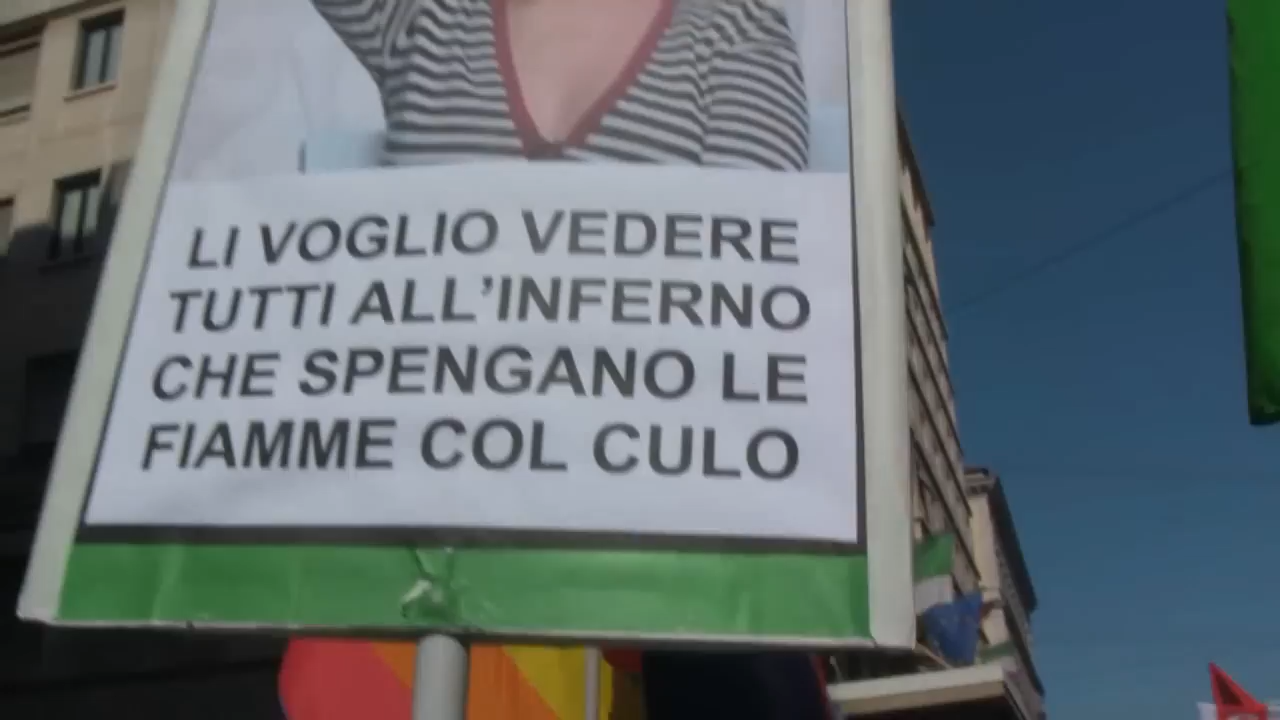 LI VOGLIO VEDERE
TUTTI ALL'INFERNO
CHE SPENGANO LE
FIAMME COL CULO